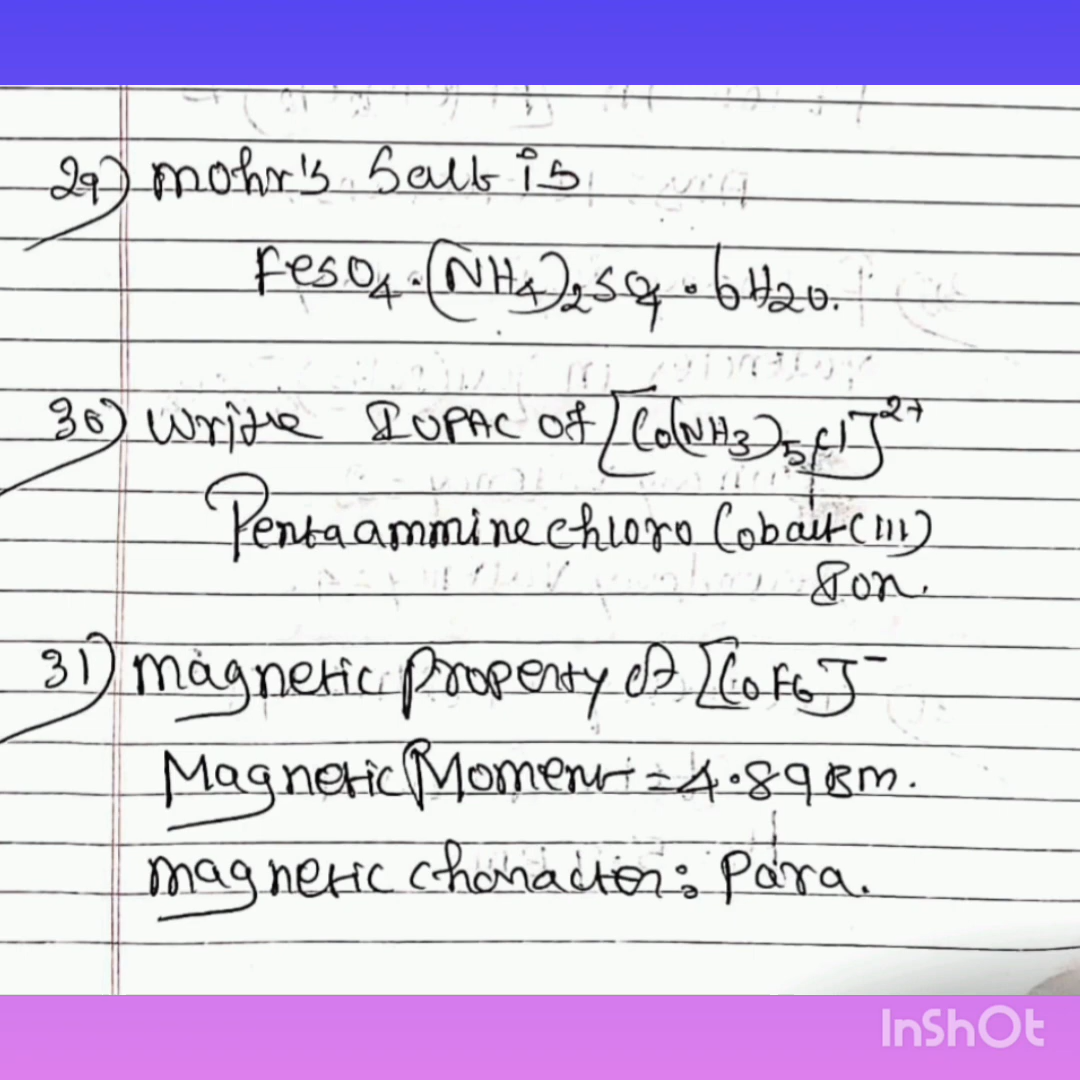 29) Mohr's Salt is
FeSO4.(NH4)2SO4.6H2O.
30) Write IUPAC of [Co(NH3)5Cl]2+
Pentaamminechloro Cobalt(III)
Ion.
31) Magnetic Property of [CoF6]-
Magnetic Moment = 4.89 BM.
Magnetic character: Para.
InShOt